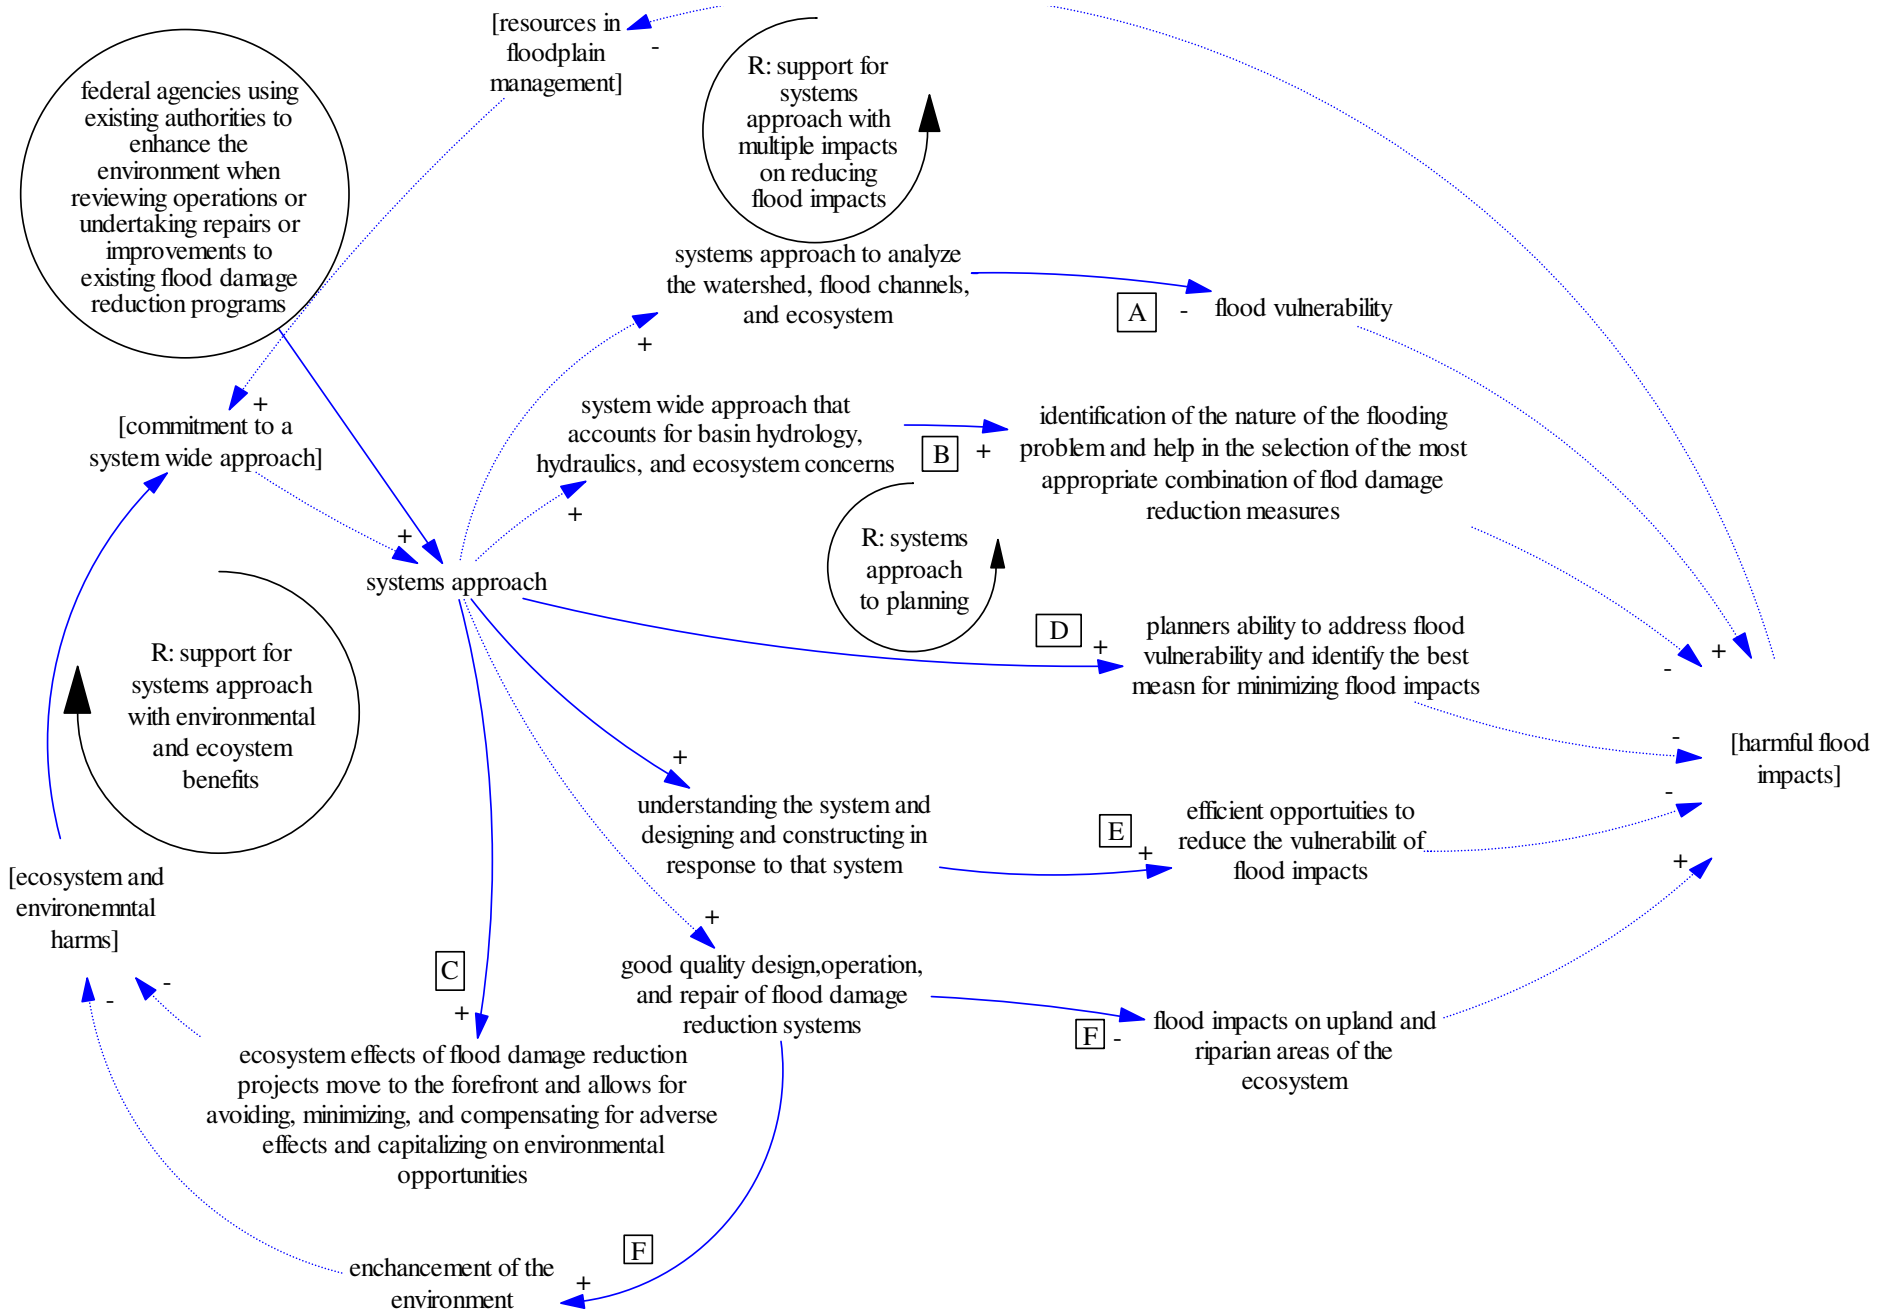 [resources in
floodplain
management]
-
federal agencies using
existing authorities to
enhance the
environment when
reviewing operations or
undertaking repairs or
improvements to
existing flood damage
reduction programs
R: support for
systems
approach with
multiple impacts
on reducing
flood impacts
systems approach to analyze
the watershed, flood channels,
and ecosystem
+
A
-
flood vulnerability
+
[commitment to a
system wide approach]
system wide approach that
accounts for basin hydrology,
hydraulics, and ecosystem concerns
+
B
+
identification of the nature of the flooding
problem and help in the selection of the most
appropriate combination of flod damage
reduction measures
+
systems approach
R: systems
approach
to planning
D
+
planners ability to address flood
vulnerability and identify the best
measn for minimizing flood impacts
-
+
-
-
+
[harmful flood
impacts]
R: support for
systems approach
with environmental
and ecoystem
benefits
+
understanding the system and
designing and constructing in
response to that system
E
+
efficient opportuities to
reduce the vulnerabilit of
flood impacts
[ecosystem and
environemntal
harms]
-
-
C
+
+
good quality design,operation,
and repair of flood damage
reduction systems
F
-
flood impacts on upland and
riparian areas of the
ecosystem
ecosystem effects of flood damage reduction
projects move to the forefront and allows for
avoiding, minimizing, and compensating for adverse
effects and capitalizing on environmental
opportunities
F
+
enchancement of the
environment